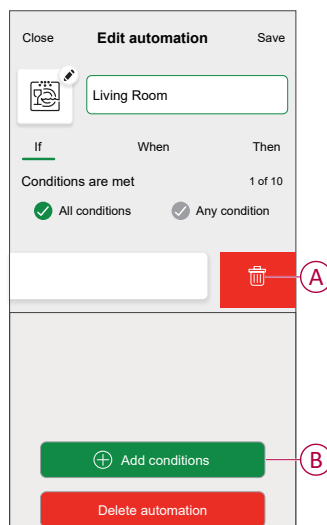 Close Edit automation Save
Living Room
If When Then
Conditions are met 1 of 10
All conditions Any condition
A
Add conditions B
Delete automation